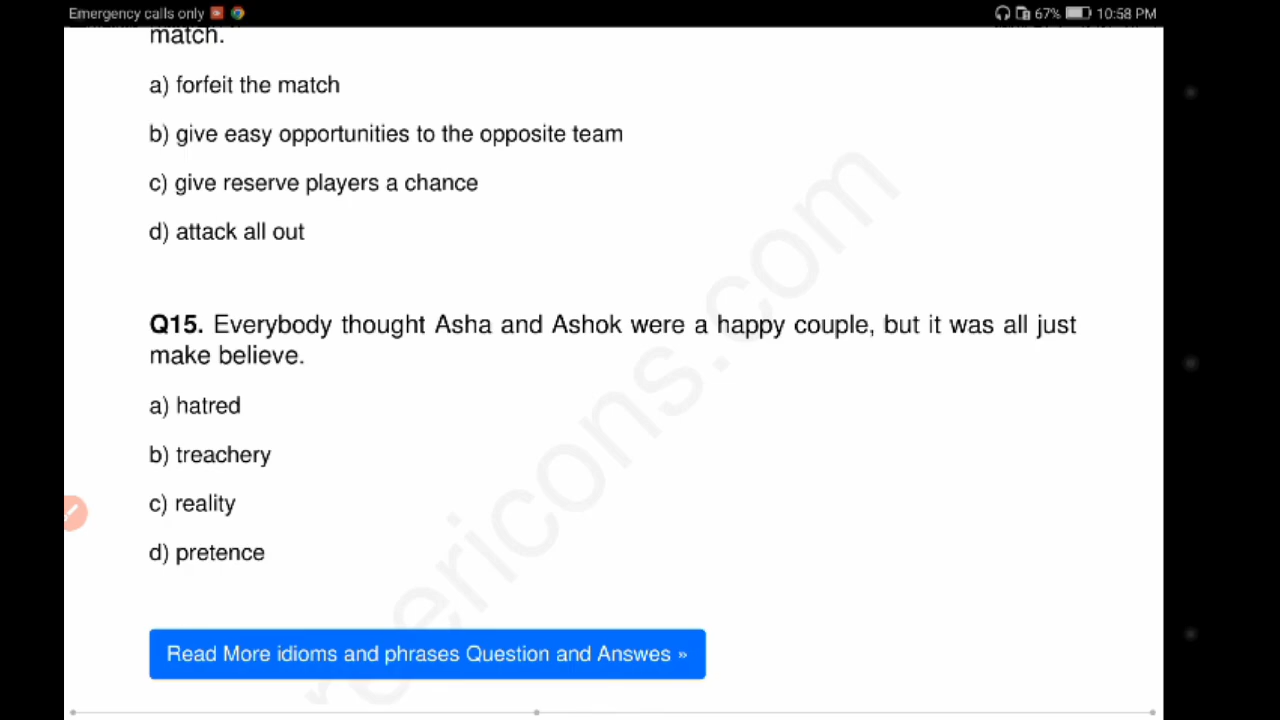 Emergency calls only
67% 10:58 PM
match.
a) forfeit the match
b) give easy opportunities to the opposite team
c) give reserve players a chance
d) attack all out
Q15. Everybody thought Asha and Ashok were a happy couple, but it was all just
make believe.
a) hatred
b) treachery
c) reality
d) pretence
ericons.com
Read More idioms and phrases Question and Answes »